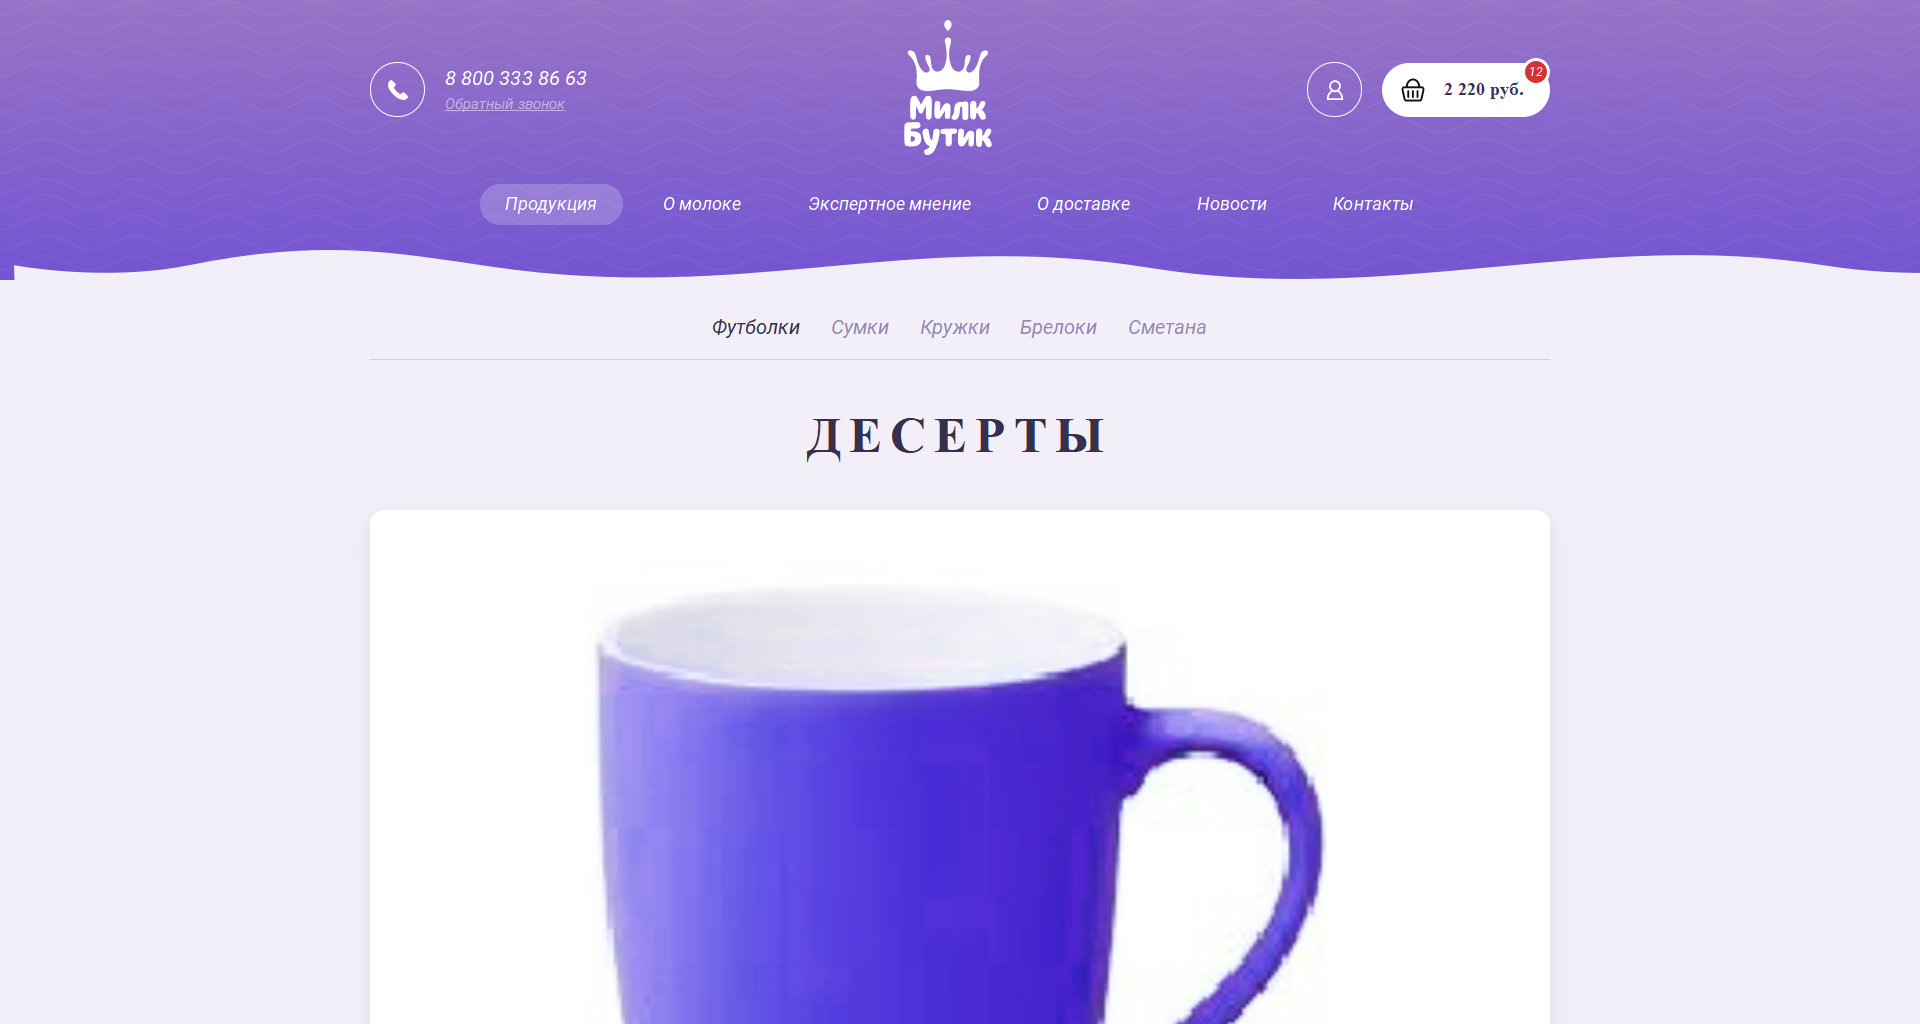 8 800 333 86 63
Обратный звонок
Милк
Бутик
12
2 220 руб.
Продукция
О молоке
Экспертное мнение
О доставке
Новости
Контакты
Футболки
Сумки
Кружки
Брелоки
Сметана
ДЕСЕРТЫ